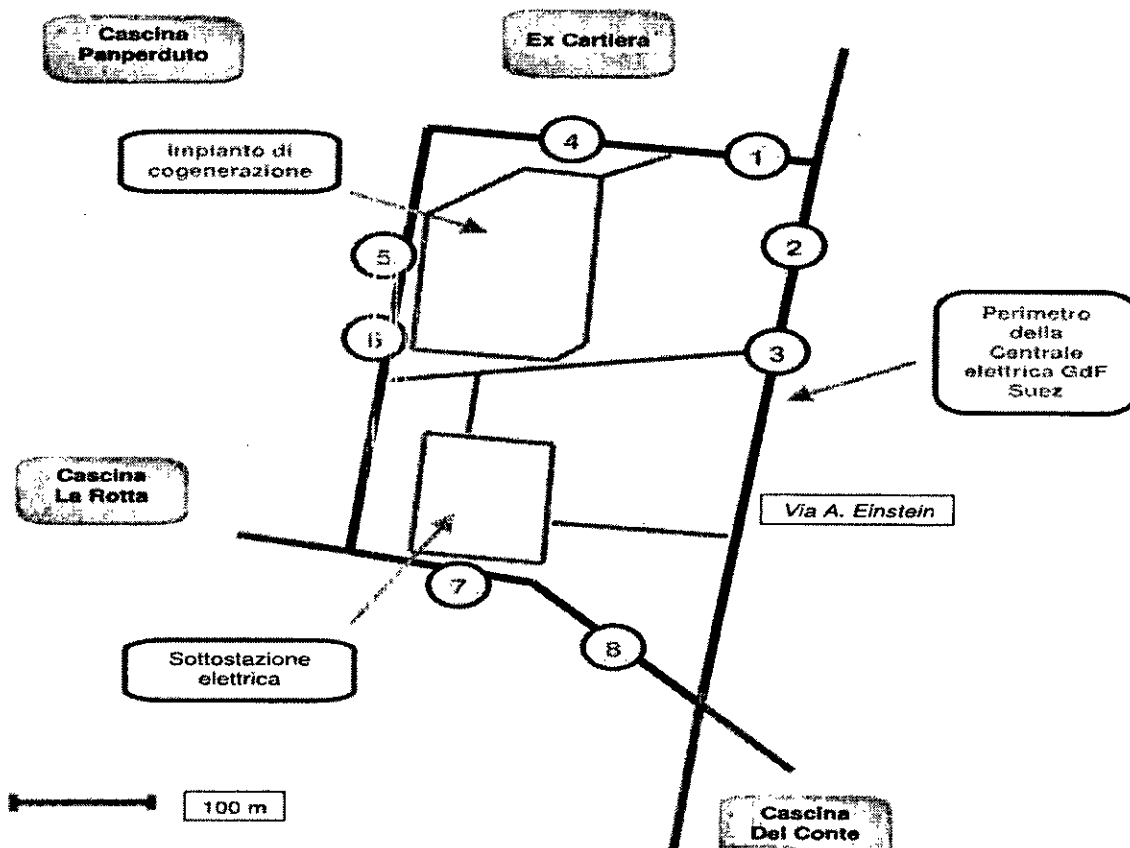 Cascina
Panperduto
Ex Cartiera
Impianto di
cogenerazione
4
1
5
2
6
3
Perimetro
della
Centrale
elettrica GdF
Suez
Cascina
La Rotta
Via A. Einstein
7
8
Sottostazione
elettrica
100 m
Cascina
Del Conte